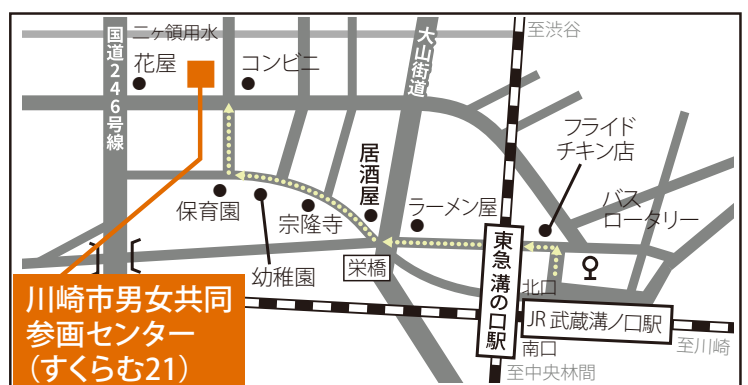 二ヶ領用水
国道246号線
花屋
コンビニ
大山街道
至渋谷
フライド
チキン店
バス
ロータリー
居酒屋
ラーメン屋
保育園
宗隆寺
幼稚園
栄橋
東急 溝の口駅
北口
JR 武蔵溝ノ口駅
南口
至川崎
至中央林間
川崎市男女共同
参画センター
（すくらむ21）